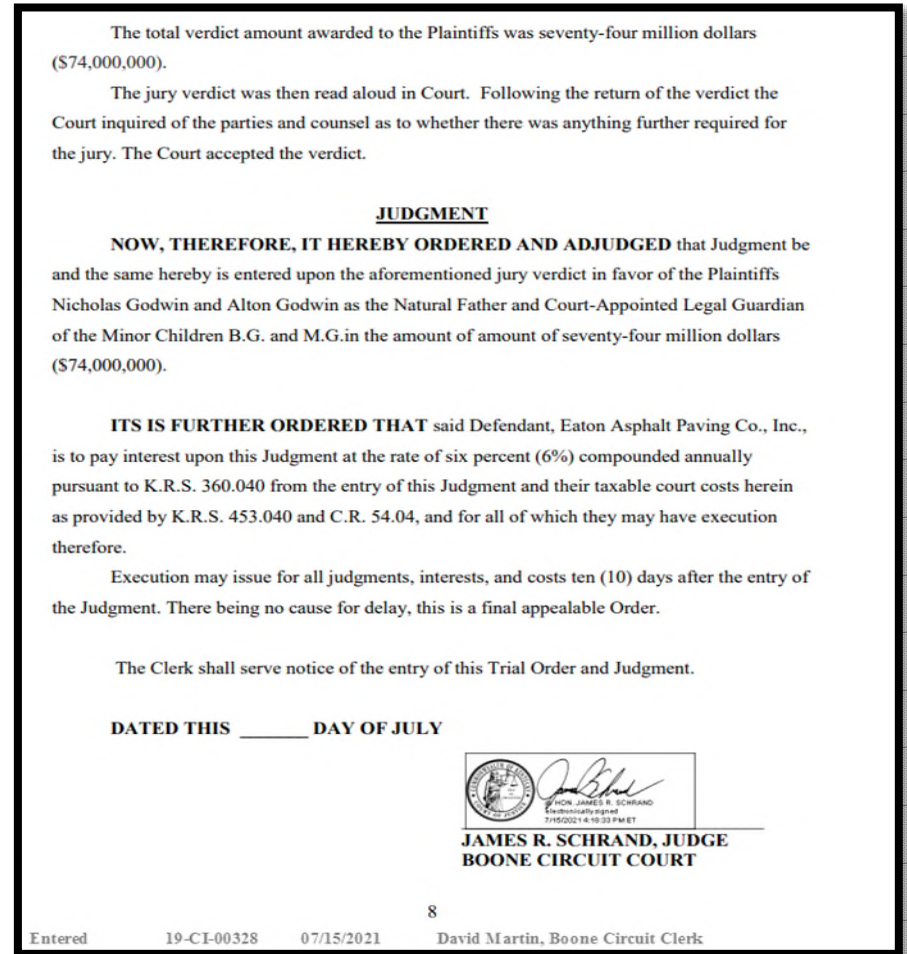 The total verdict amount awarded to the Plaintiffs was seventy-four million dollars
($74,000,000).
The jury verdict was then read aloud in Court. Following the return of the verdict the
Court inquired of the parties and counsel as to whether there was anything further required for
the jury. The Court accepted the verdict.
JUDGMENT
NOW, THEREFORE, IT HEREBY ORDERED AND ADJUDGED that Judgment be
and the same hereby is entered upon the aforementioned jury verdict in favor of the Plaintiffs
Nicholas Godwin and Alton Godwin as the Natural Father and Court-Appointed Legal Guardian
of the Minor Children B.G. and M.G.in the amount of amount of seventy-four million dollars
($74,000,000).
ITS IS FURTHER ORDERED THAT said Defendant, Eaton Asphalt Paving Co., Inc.,
is to pay interest upon this Judgment at the rate of six percent (6%) compounded annually
pursuant to K.R.S. 360.040 from the entry of this Judgment and their taxable court costs herein
as provided by K.R.S. 453.040 and C.R. 54.04, and for all of which they may have execution
therefore.
Execution may issue for all judgments, interests, and costs ten (10) days after the entry of
the Judgment. There being no cause for delay, this is a final appealable Order.
The Clerk shall serve notice of the entry of this Trial Order and Judgment.
DATED THIS _______ DAY OF JULY
HON. JAMES R. SCHRAND
electronically signed
7/15/2021 4:10:33 PM ET
JAMES R. SCHRAND, JUDGE
BOONE CIRCUIT COURT
8
Entered 19-CI-00328 07/15/2021 David Martin, Boone Circuit Clerk